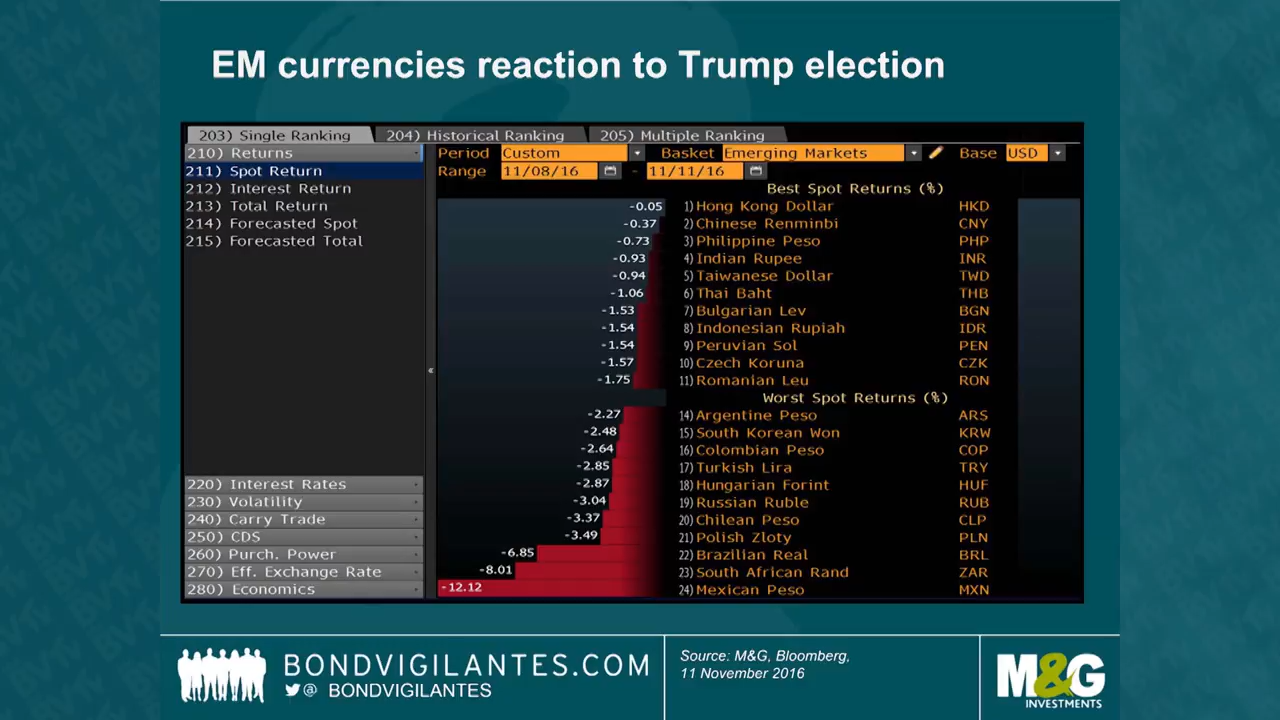 EM currencies reaction to Trump election
203) Single Ranking 204) Historical Ranking 205) Multiple Ranking
210) Returns Period Custom Basket Emerging Markets Base USD
211) Spot Return Range 11/08/16 - 11/11/16
212) Interest Return Best Spot Returns (%)
213) Total Return -0.05 1) Hong Kong Dollar HKD
214) Forecasted Spot -0.37 2) Chinese Renminbi CNY
215) Forecasted Total -0.73 3) Philippine Peso PHP
-0.93 4) Indian Rupee INR
-0.94 5) Taiwanese Dollar TWD
-1.06 6) Thai Baht THB
-1.53 7) Bulgarian Lev BGN
-1.54 8) Indonesian Rupiah IDR
-1.54 9) Peruvian Sol PEN
«
-1.57 10) Czech Koruna CZK
-1.75 11) Romanian Leu RON
Worst Spot Returns (%)
-2.27 14) Argentine Peso ARS
-2.48 15) South Korean Won KRW
-2.64 16) Colombian Peso COP
-2.85 17) Turkish Lira TRY
220) Interest Rates -2.87 18) Hungarian Forint HUF
230) Volatility -3.04 19) Russian Ruble RUB
240) Carry Trade -3.37 20) Chilean Peso CLP
250) CDS -3.49 21) Polish Zloty PLN
260) Purch. Power -6.85 22) Brazilian Real BRL
270) Eff. Exchange Rate -8.01 23) South African Rand ZAR
280) Economics -12.12 24) Mexican Peso MXN
BONDVIGILANTES.COM
@ BONDVIGILANTES
Source: M&G, Bloomberg,
11 November 2016
M&G
INVESTMENTS